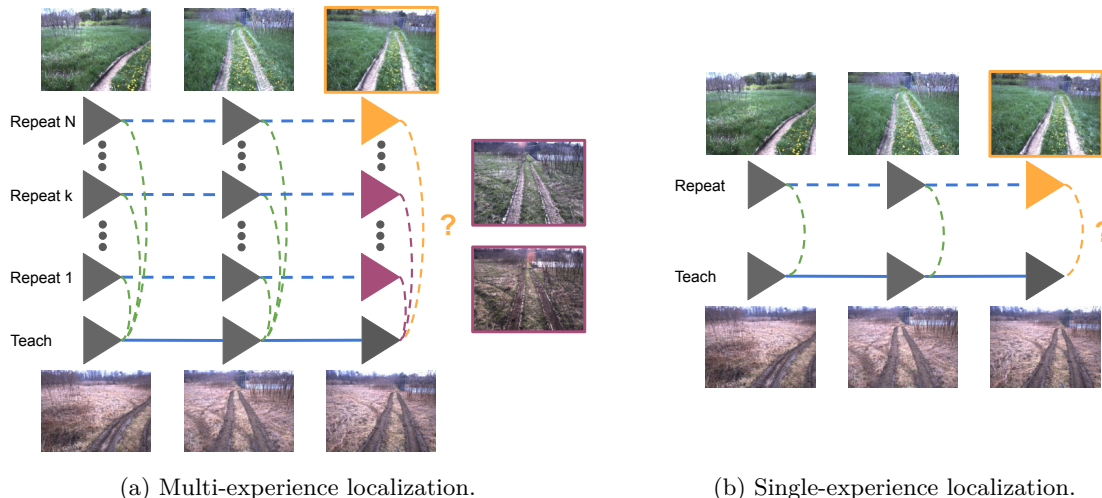 Repeat N
Repeat k
?
Repeat 1
Teach
Repeat
?
Teach
(a) Multi-experience localization.
(b) Single-experience localization.